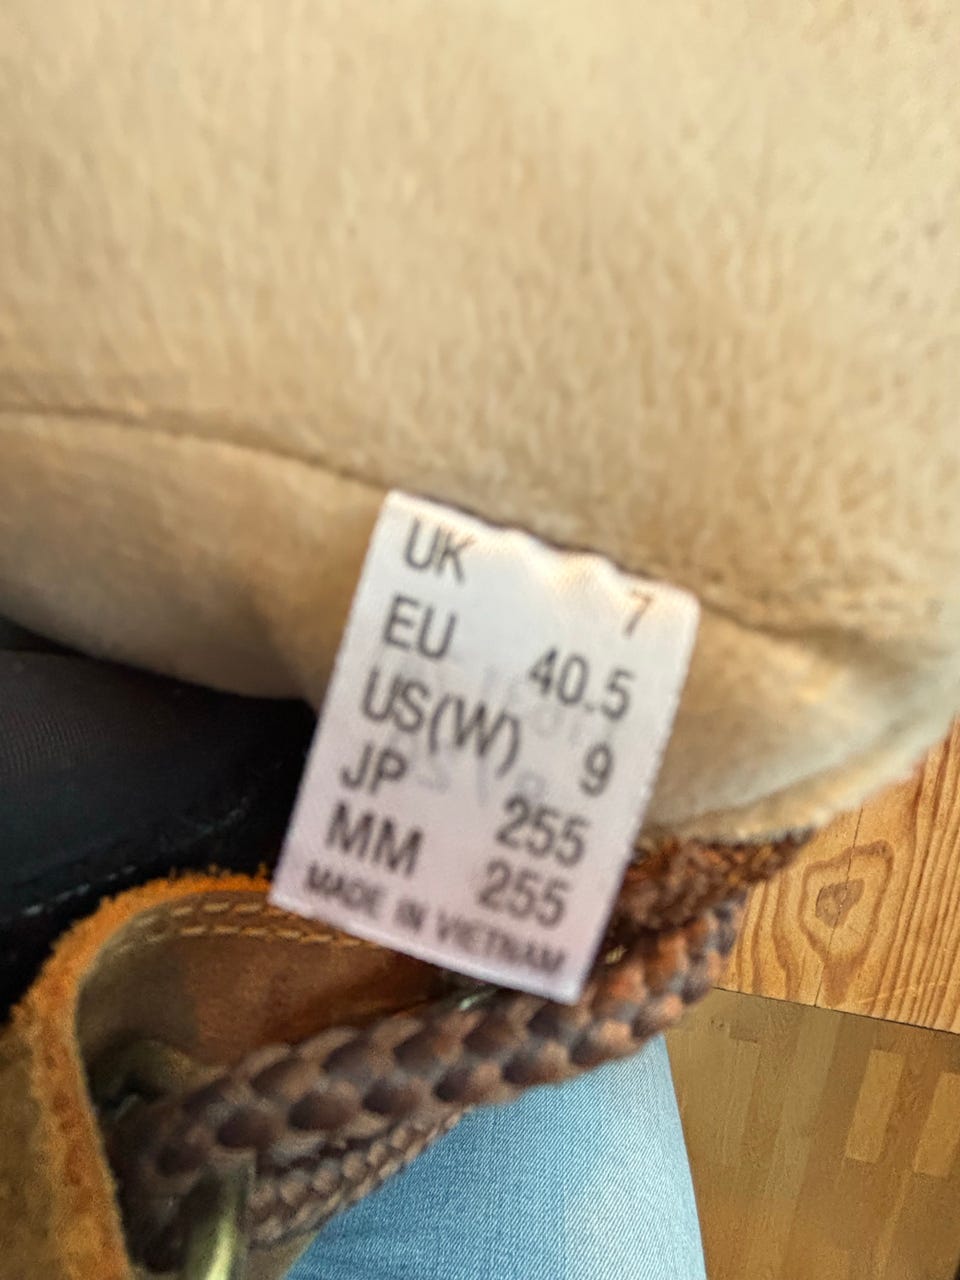 UK 7
EU 40.5
US(W) 9
JP 255
MM 255
MADE IN VIETNAM